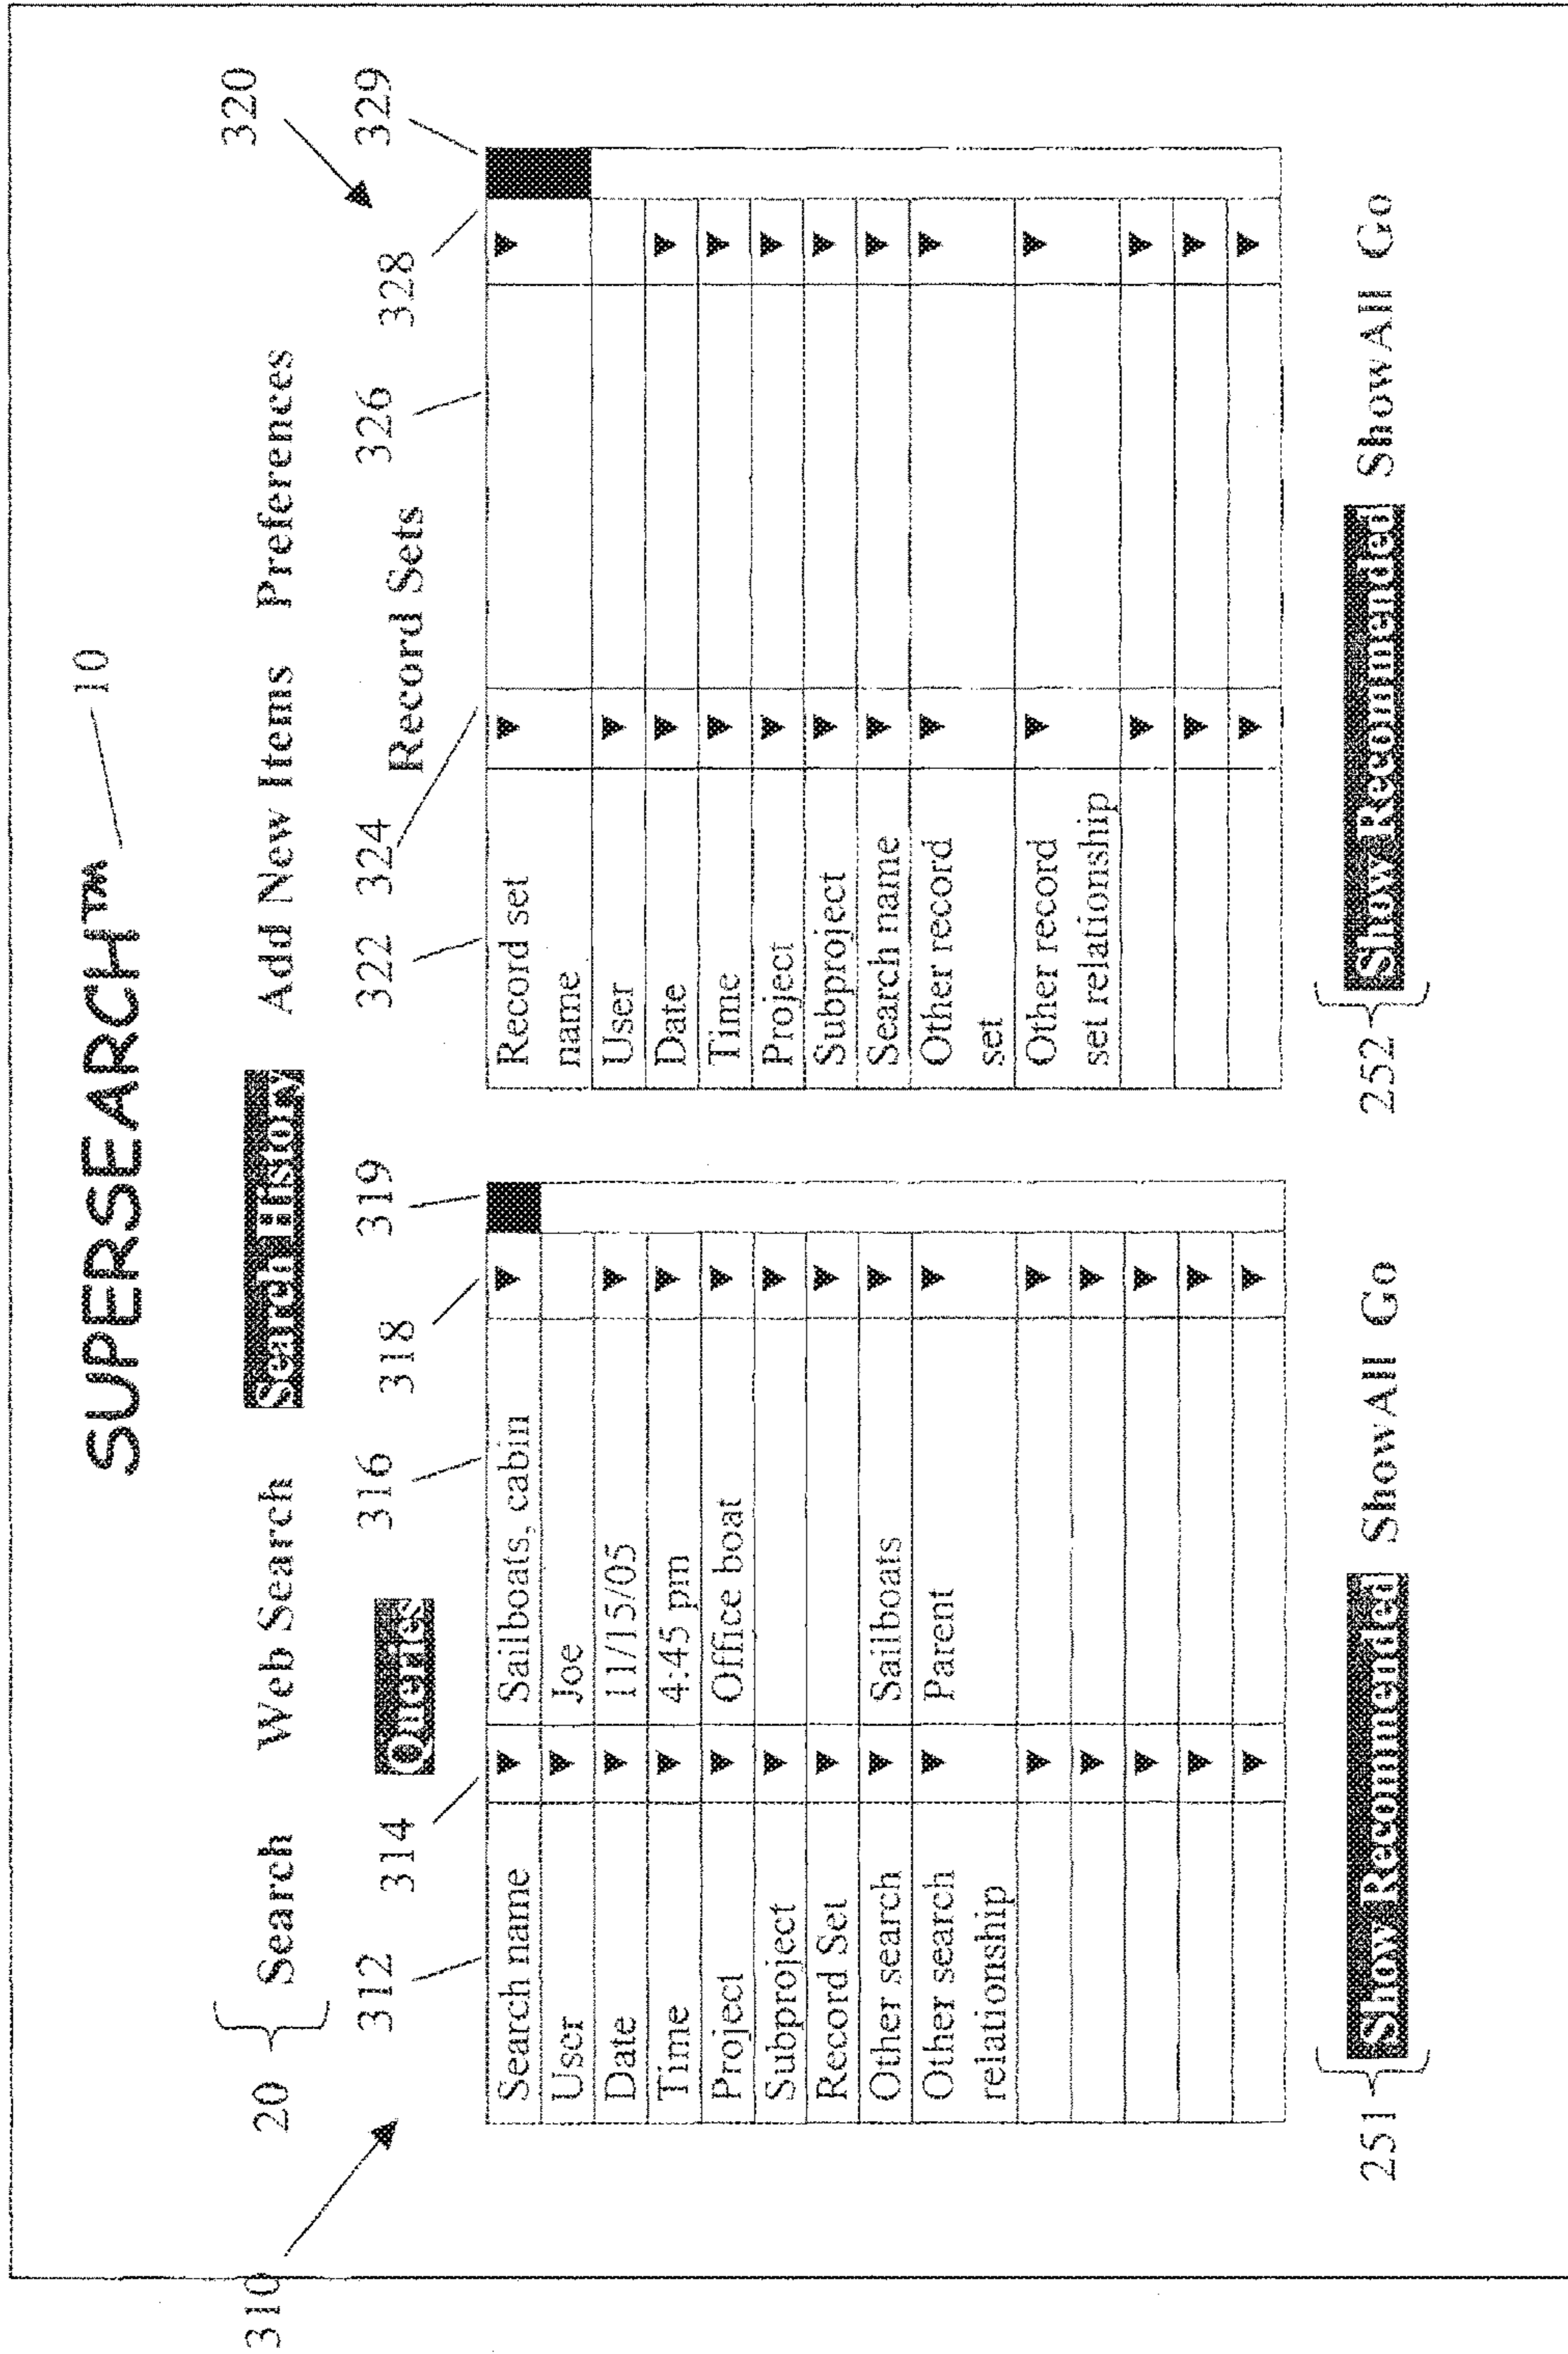 SUPERSEARCH™ 10
320
20 Search Web Search Search History Add New Items Preferences
310
312 314 316 318 319 322 324 326 328 329
Queries Record Sets
Search name Sailboats, cabin
User Joe
Date 11/15/05
Time 4:45 pm
Project Office boat
Subproject
Record Set
Other search Sailboats
Other search Parent
relationship
Record set
name
User
Date
Time
Project
Subproject
Search name
Other record
set
Other record
set relationship
251 Show Recommended Show All Go
252 Show Recommended Show All Go